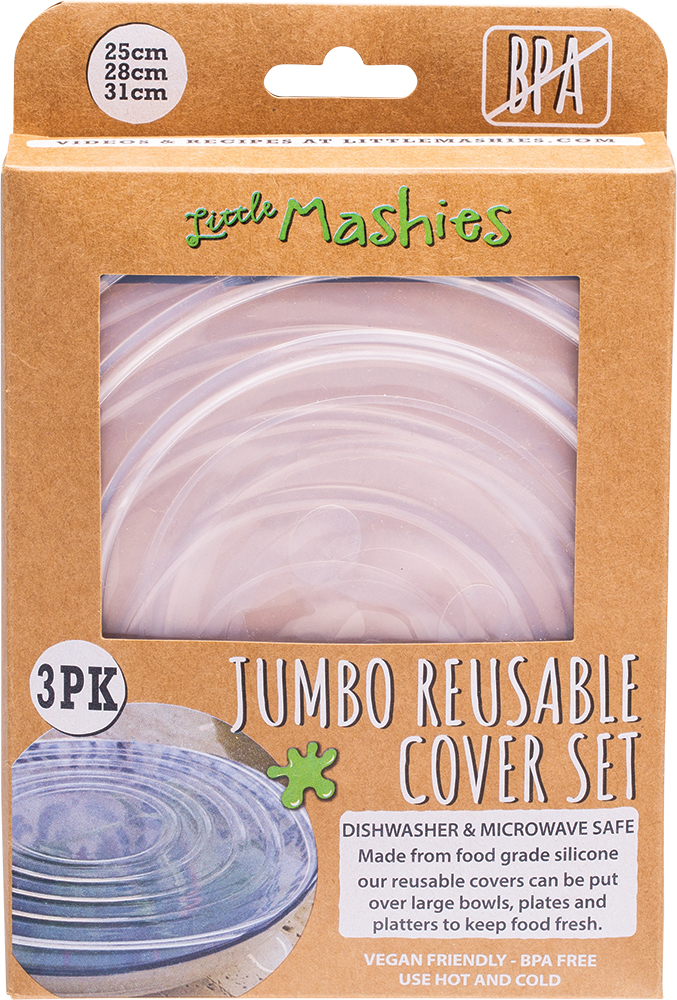 25cm
28cm
31cm
BPA
VIDEOS & RECIPES AT LITTLEMASHIES.COM
Little Mashies
3PK
JUMBO REUSABLE
COVER SET
DISHWASHER & MICROWAVE SAFE
Made from food grade silicone
our reusable covers can be put
over large bowls, plates and
platters to keep food fresh.
VEGAN FRIENDLY - BPA FREE
USE HOT AND COLD